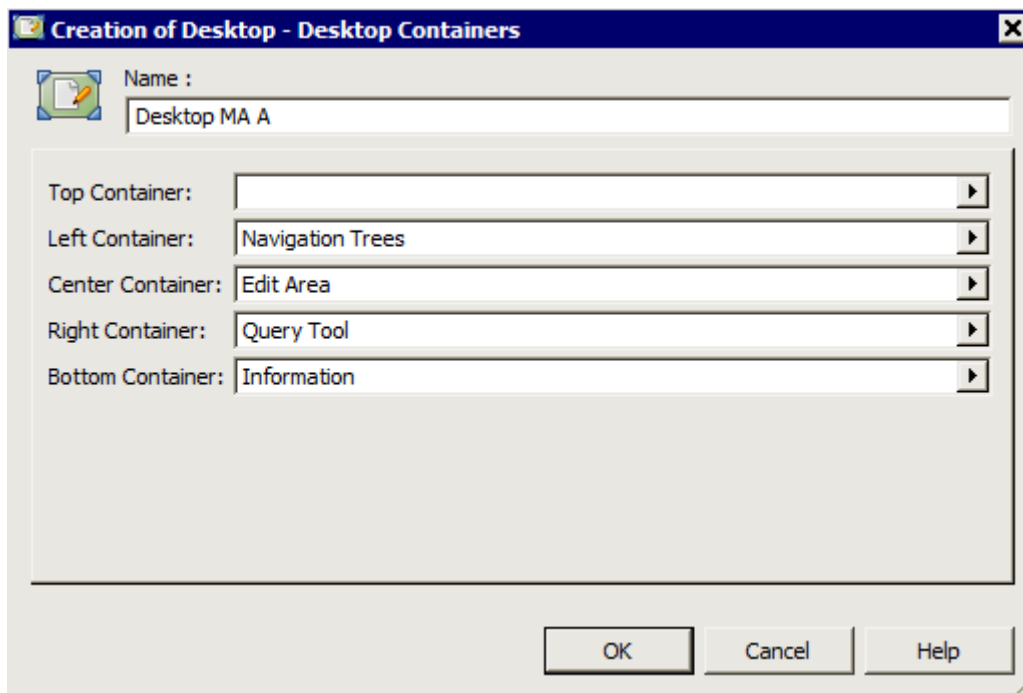 Creation of Desktop - Desktop Containers
Name :
Desktop MA A
Top Container:
Left Container: Navigation Trees
Center Container: Edit Area
Right Container: Query Tool
Bottom Container: Information
OK Cancel Help